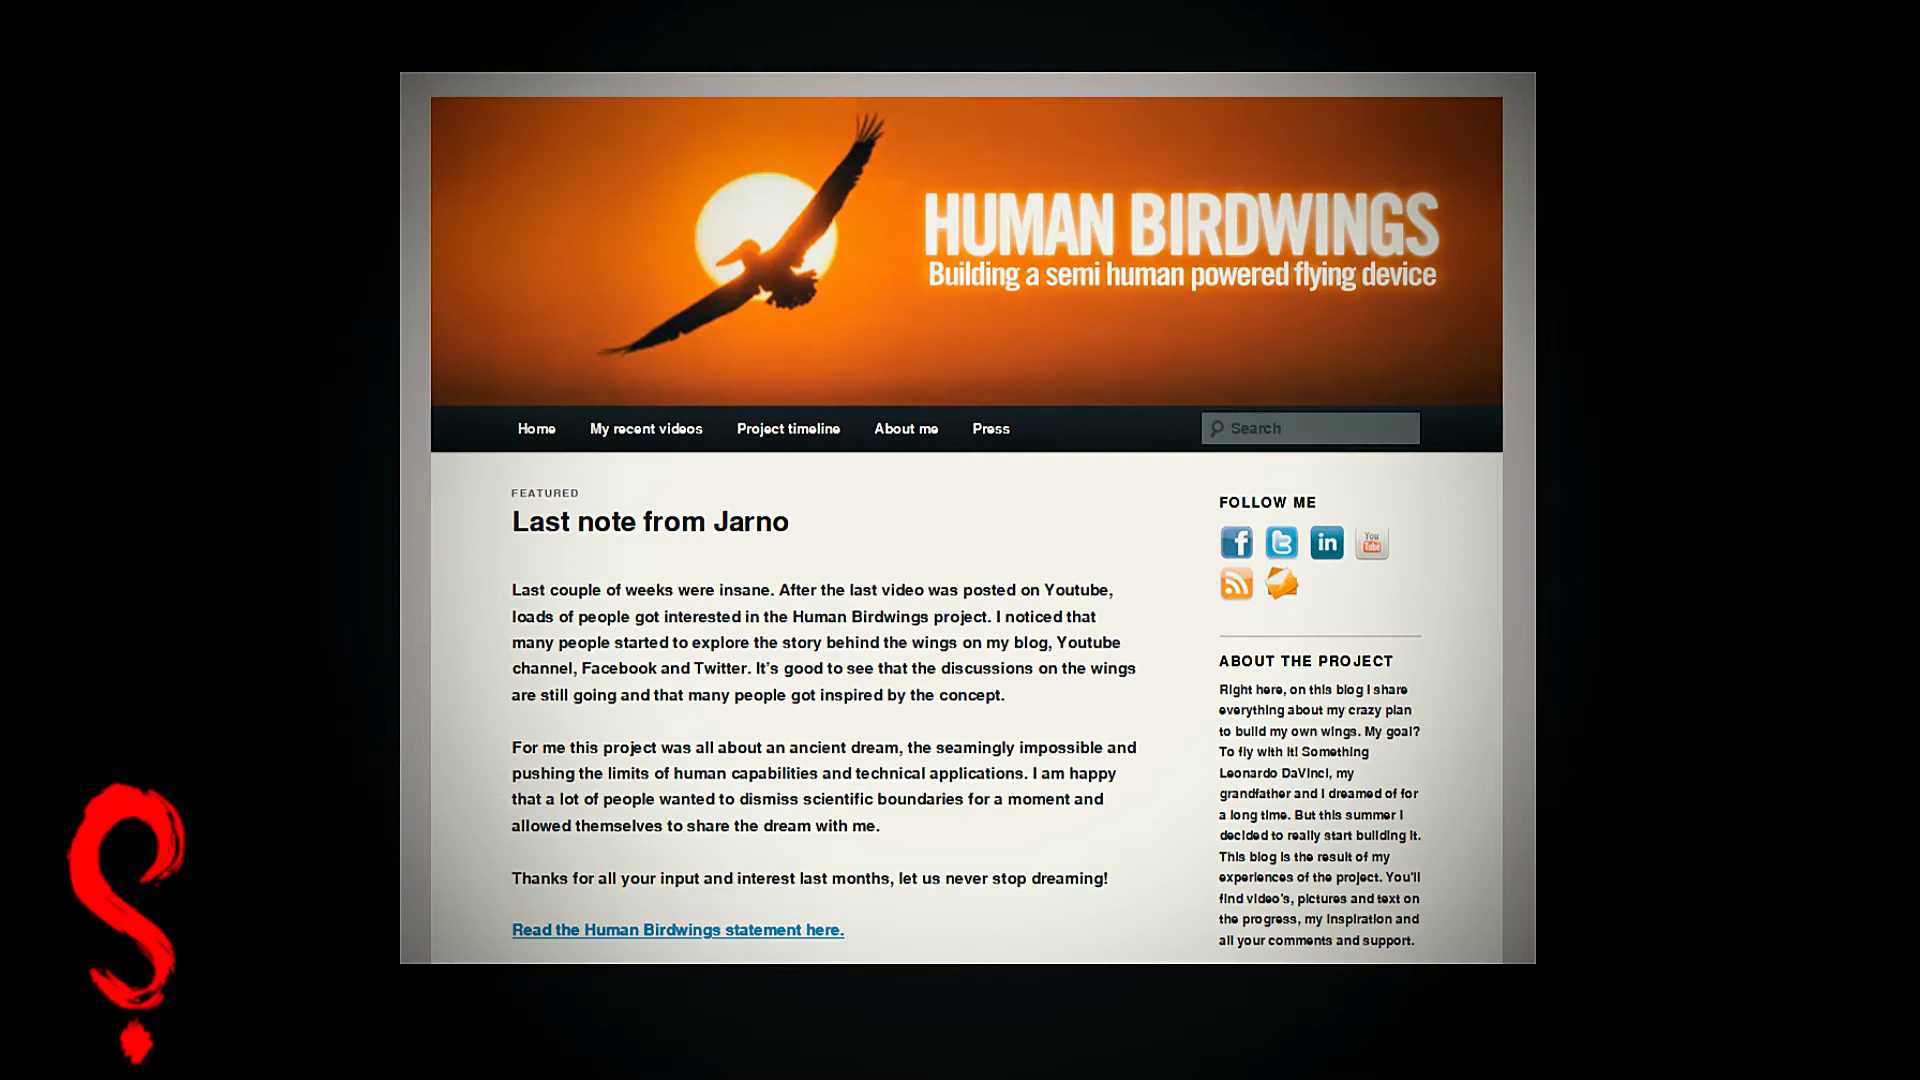 HUMAN BIRDWINGS
Building a semi human powered flying device
Home
My recent videos
Project timeline
About me
Press
Search
FEATURED
Last note from Jarno
Last couple of weeks were insane. After the last video was posted on Youtube,
loads of people got interested in the Human Birdwings project. I noticed that
many people started to explore the story behind the wings on my blog, Youtube
channel, Facebook and Twitter. It's good to see that the discussions on the wings
are still going and that many people got inspired by the concept.
For me this project was all about an ancient dream, the seamingly impossible and
pushing the limits of human capabilities and technical applications. I am happy
that a lot of people wanted to dismiss scientific boundaries for a moment and
allowed themselves to share the dream with me.
Thanks for all your input and interest last months, let us never stop dreaming!
Read the Human Birdwings statement here.
FOLLOW ME
f
t
in
You
Tube
ABOUT THE PROJECT
Right here, on this blog I share
everything about my crazy plan
to build my own wings. My goal?
To fly with it! Something
Leonardo DaVinci, my
grandfather and I dreamed of for
a long time. But this summer I
decided to really start building it.
This blog is the result of my
experiences of the project. You'll
find video's, pictures and text on
the progress, my inspiration and
all your comments and support.